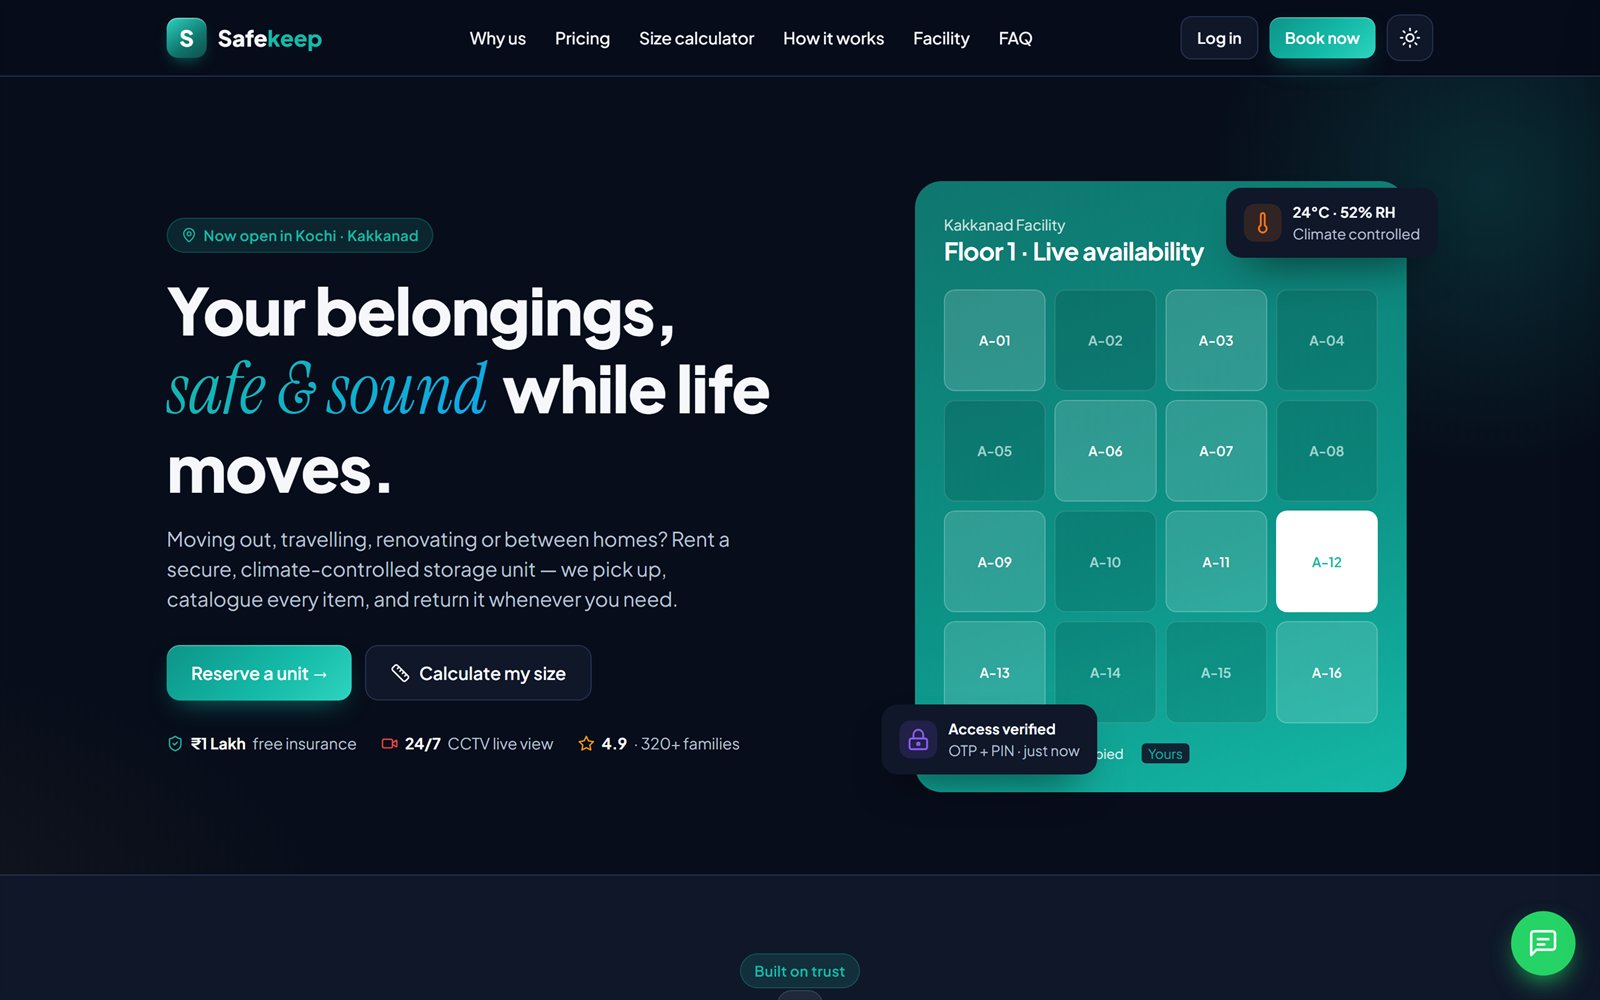 S Safekeep
Why us
Pricing
Size calculator
How it works
Facility
FAQ
Log in
Book now
Now open in Kochi · Kakkanad
Your belongings,
safe & sound while life
moves.
Moving out, travelling, renovating or between homes? Rent a
secure, climate-controlled storage unit — we pick up,
catalogue every item, and return it whenever you need.
Reserve a unit →
Calculate my size
₹1 Lakh free insurance
24/7 CCTV live view
4.9 · 320+ families
Kakkanad Facility
Floor 1 · Live availability
24°C · 52% RH
Climate controlled
A-01
A-02
A-03
A-04
A-05
A-06
A-07
A-08
A-09
A-10
A-11
A-12
A-13
A-14
A-15
A-16
Access verified
OTP + PIN · just now
Yours
Built on trust